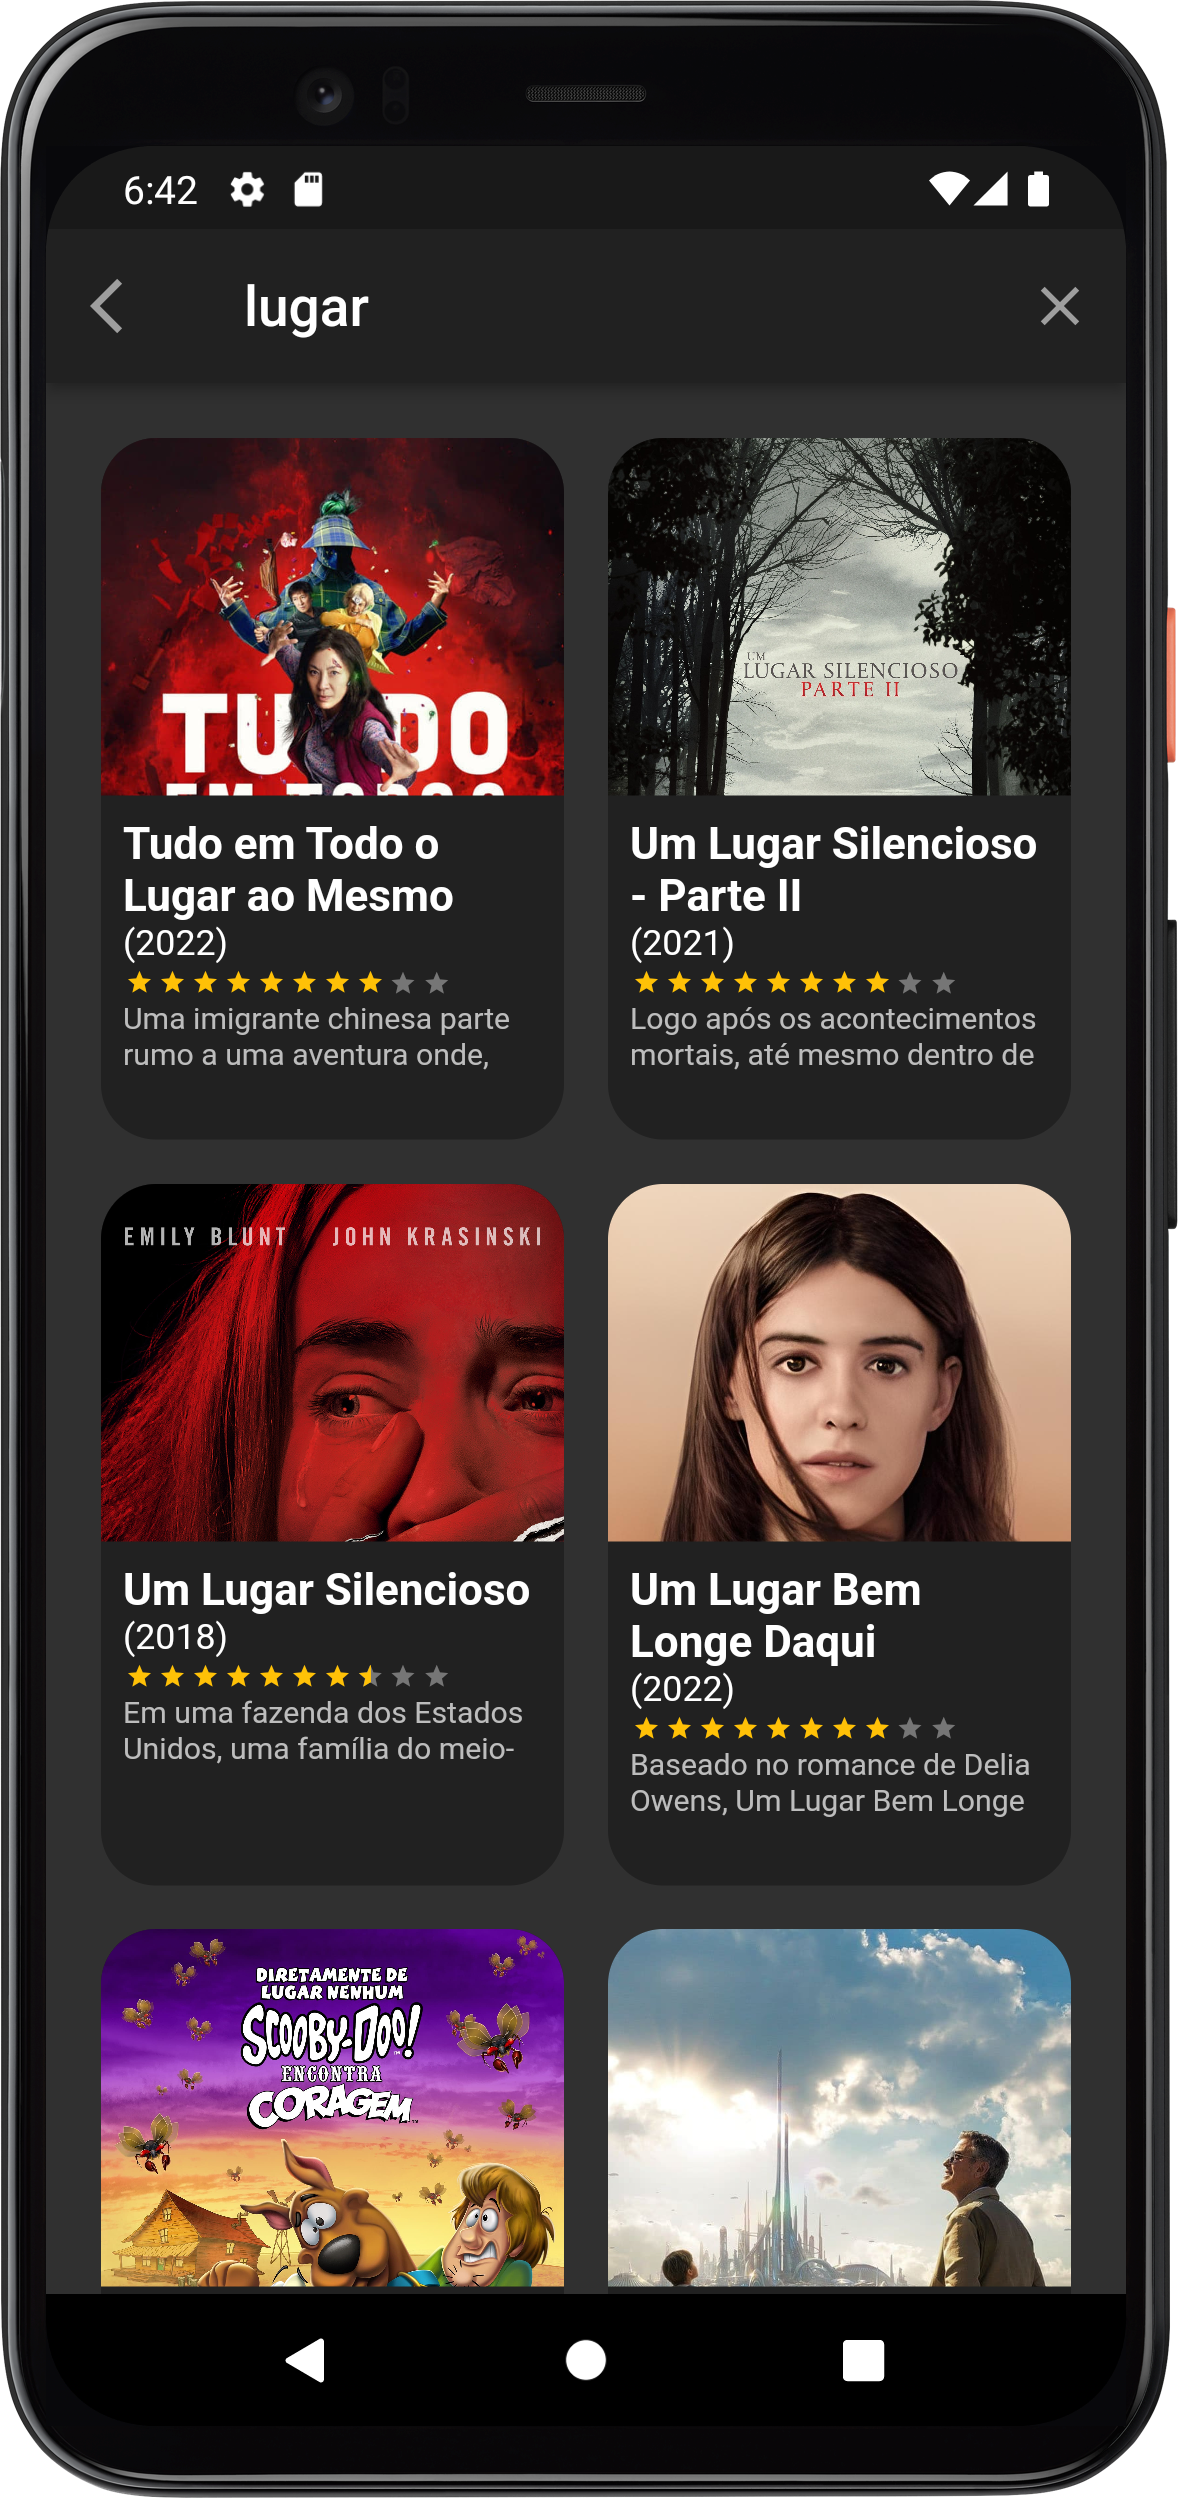 6:42
lugar
TUDO
EM TODO O
UM
LUGAR SILENCIOSO
PARTE II
Tudo em Todo o
Lugar ao Mesmo
(2022)
Uma imigrante chinesa parte
rumo a uma aventura onde,
Um Lugar Silencioso
- Parte II
(2021)
Logo após os acontecimentos
mortais, até mesmo dentro de
EMILY BLUNT JOHN KRASINSKI
Um Lugar Silencioso
(2018)
Em uma fazenda dos Estados
Unidos, uma família do meio-
Um Lugar Bem
Longe Daqui
(2022)
Baseado no romance de Delia
Owens, Um Lugar Bem Longe
DIRETAMENTE DE
LUGAR NENHUM
SCOOBY-DOO!
ENCONTRA
CORAGEM